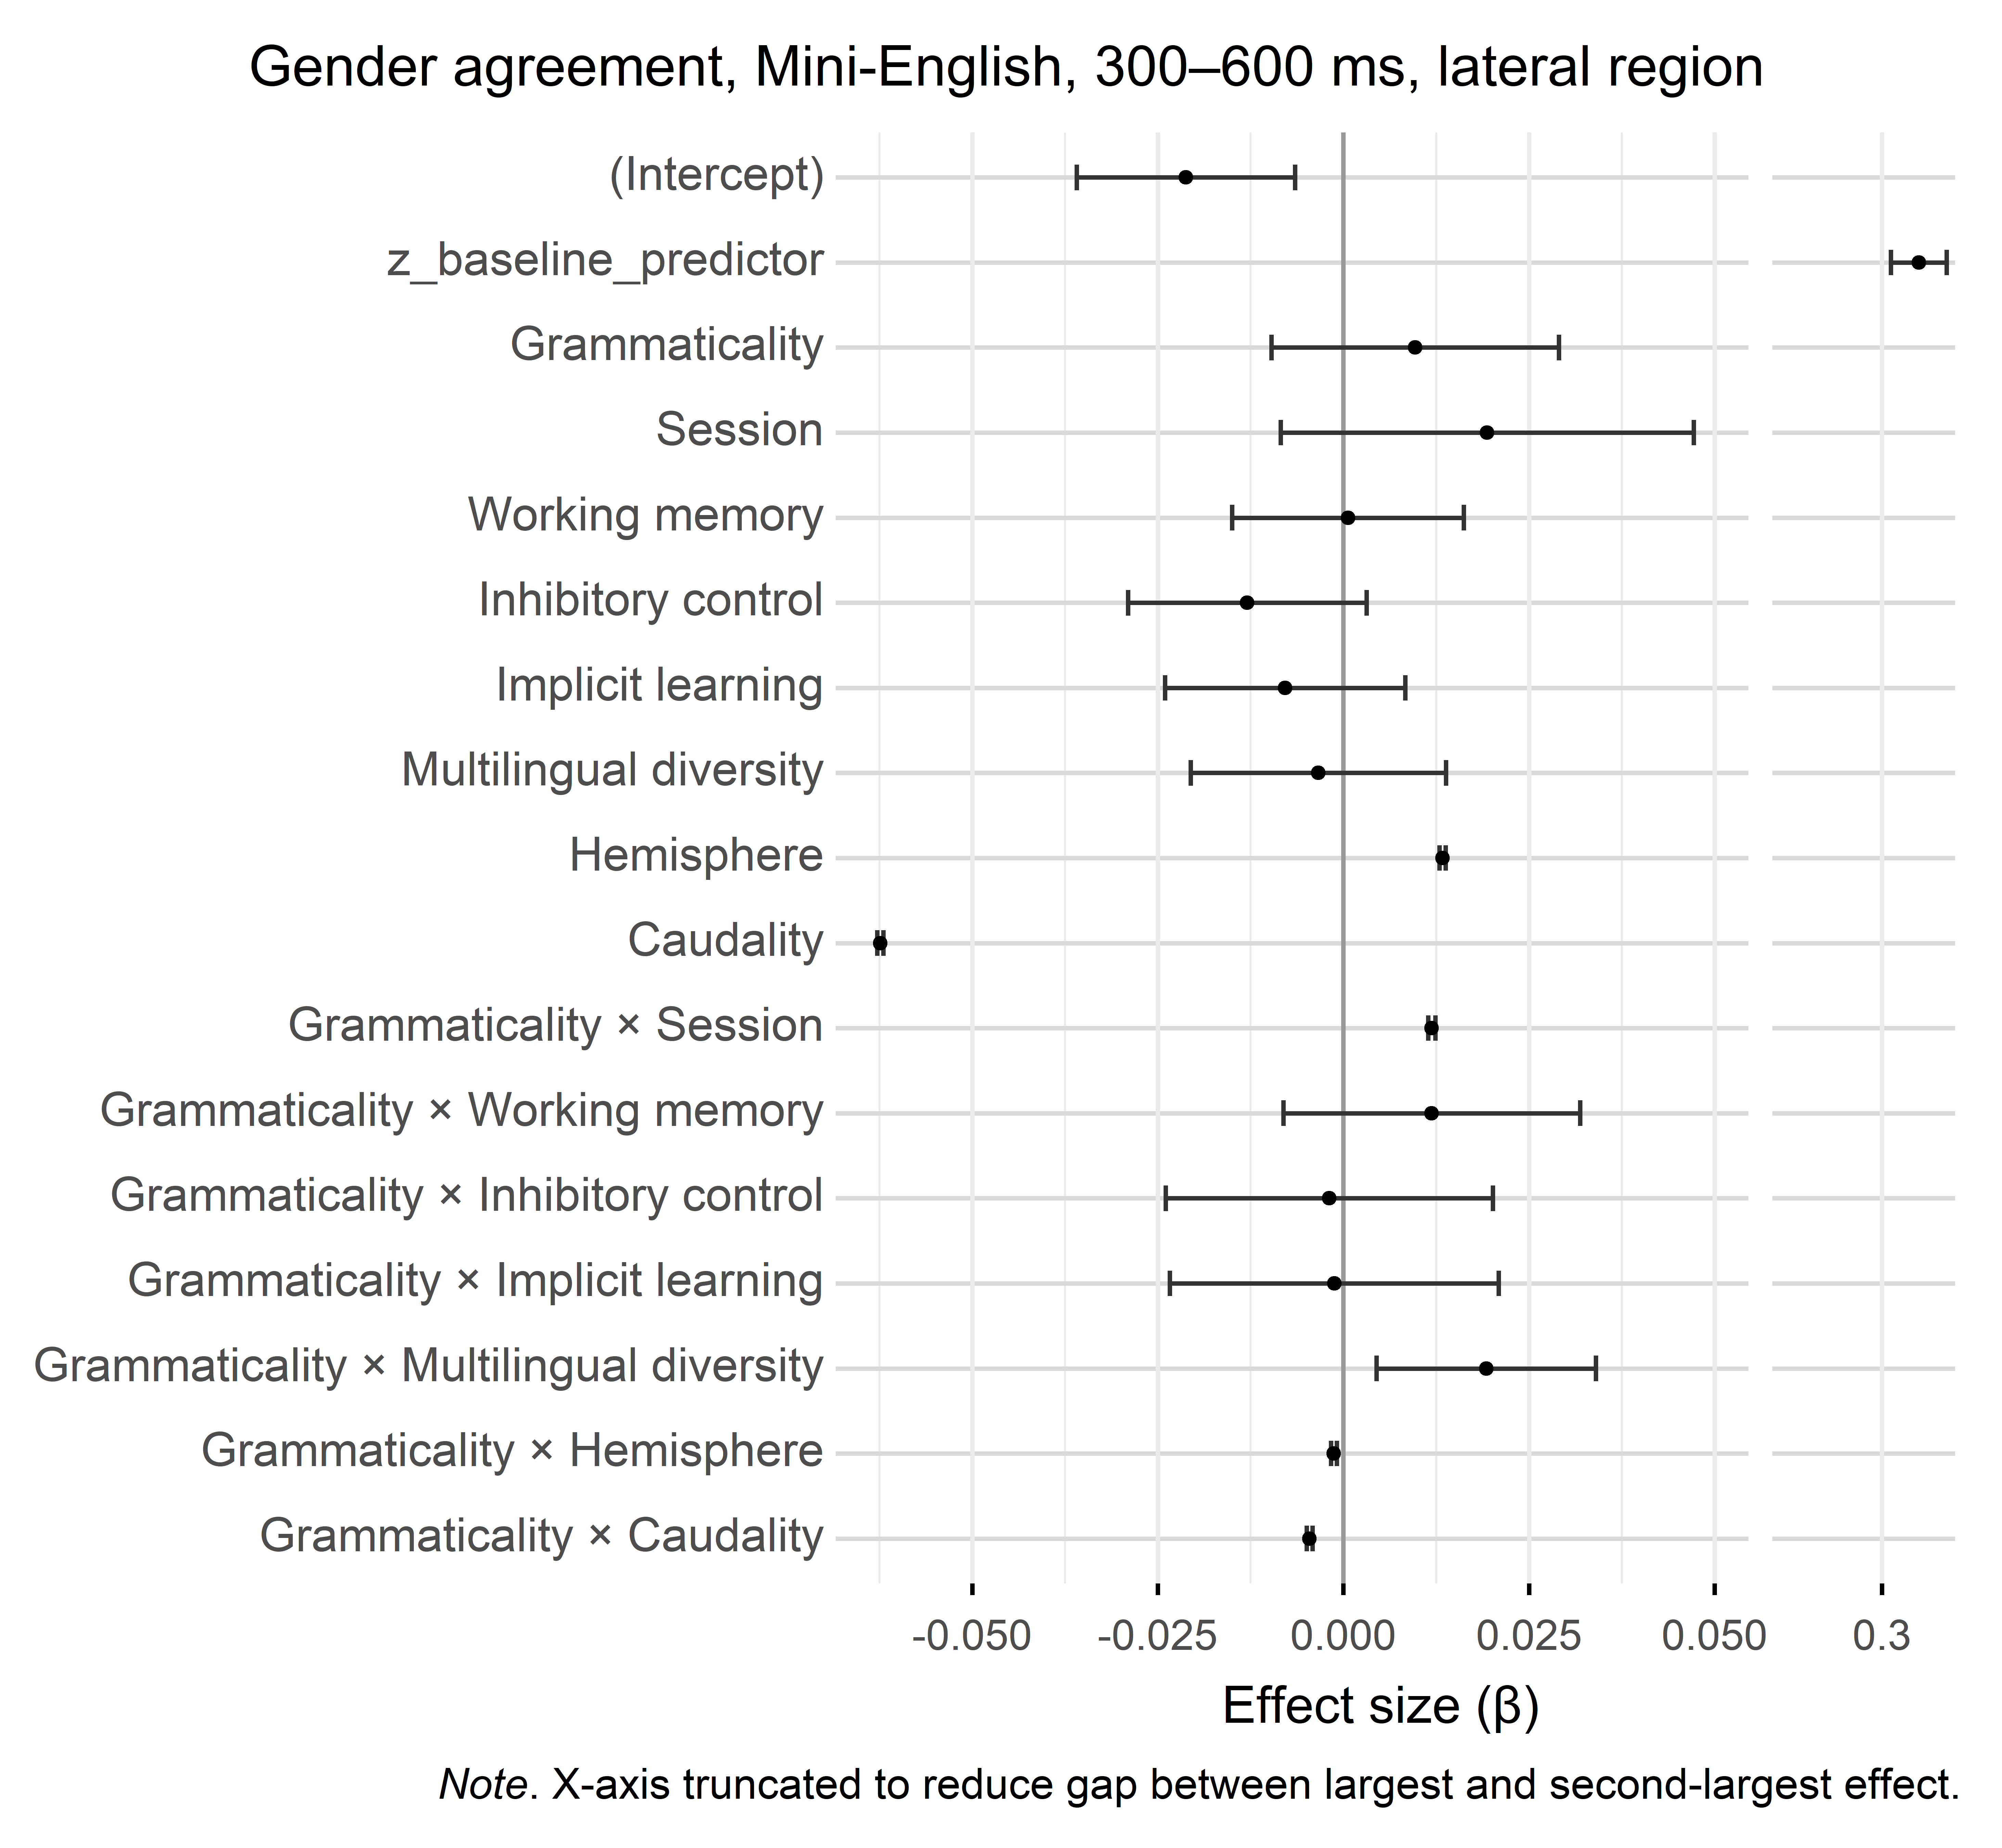 Gender agreement, Mini-English, 300–600 ms, lateral region
(Intercept)
z_baseline_predictor
Grammaticality
Session
Working memory
Inhibitory control
Implicit learning
Multilingual diversity
Hemisphere
Caudality
Grammaticality × Session
Grammaticality × Working memory
Grammaticality × Inhibitory control
Grammaticality × Implicit learning
Grammaticality × Multilingual diversity
Grammaticality × Hemisphere
Grammaticality × Caudality
-0.050 -0.025 0.000 0.025 0.050 0.3
Effect size (β)
Note. X-axis truncated to reduce gap between largest and second-largest effect.